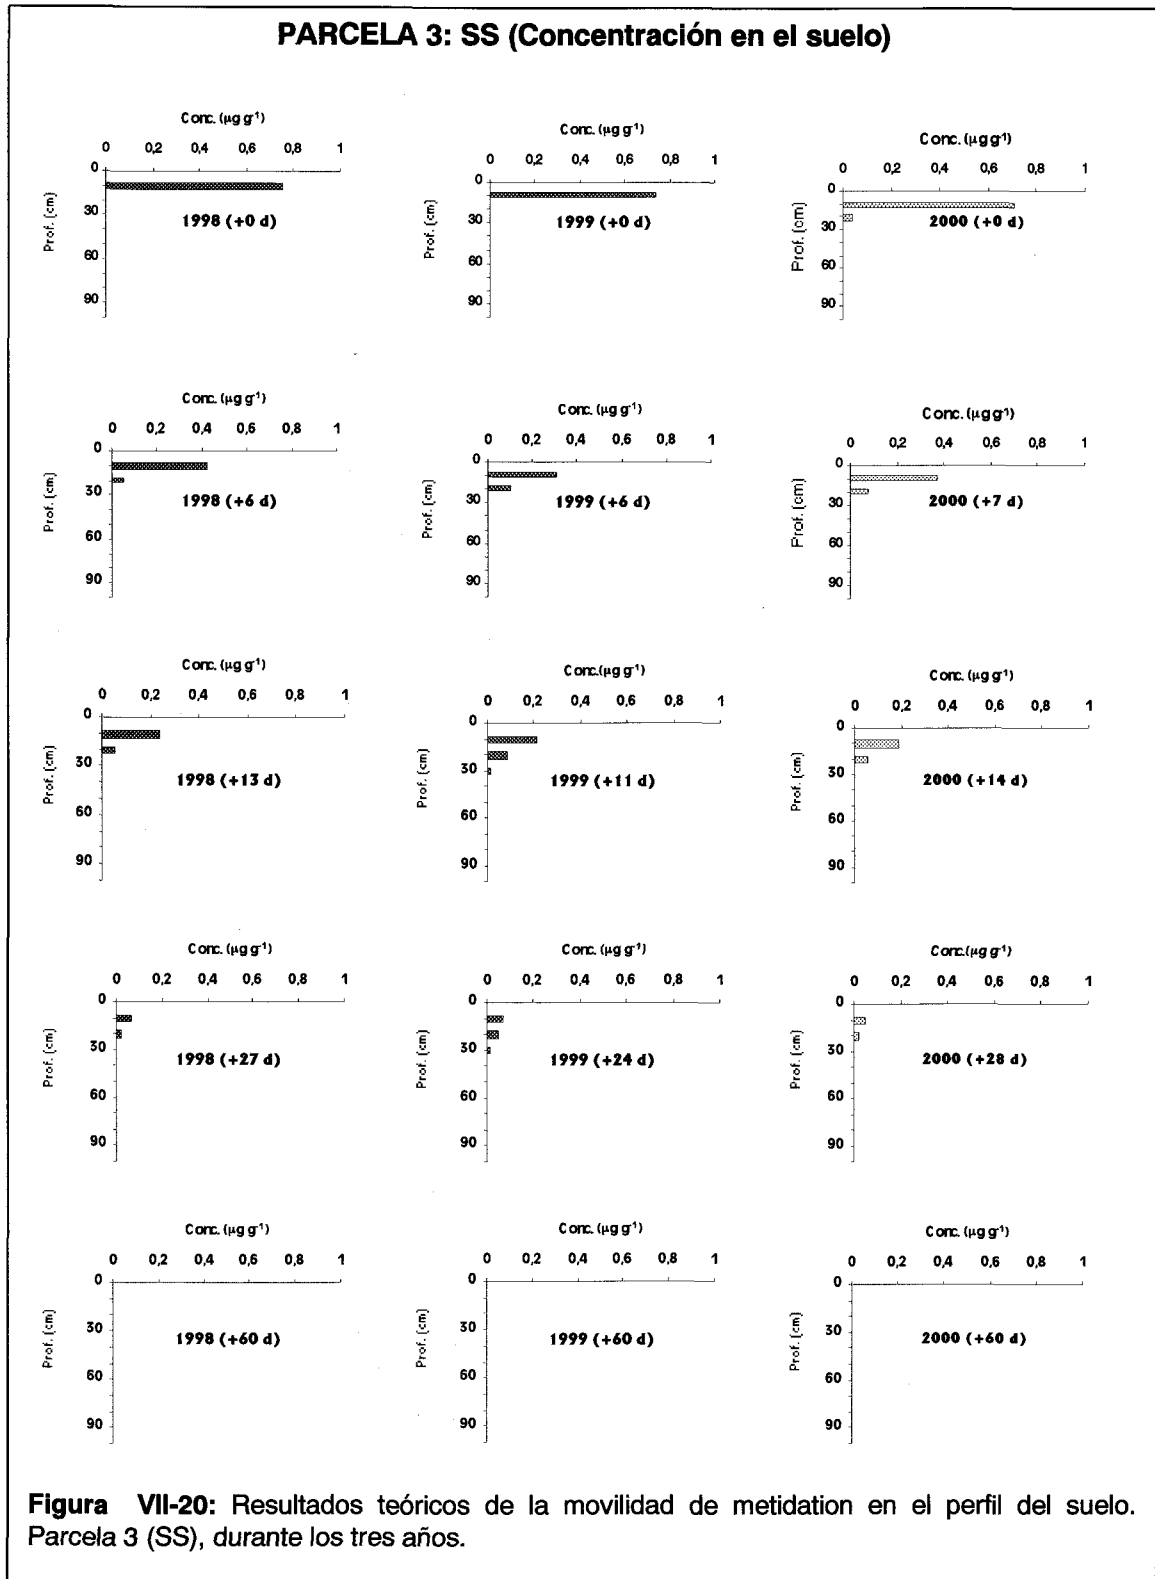 PARCELA 3: SS (Concentración en el suelo)
Conc. (µg g⁻¹)
0 0,2 0,4 0,6 0,8 1
0
30
60
90
Prof. (cm)
1998 (+0 d)
Conc. (µg g⁻¹)
0 0,2 0,4 0,6 0,8 1
0
30
60
90
Prof. (cm)
1999 (+0 d)
Conc. (µg g⁻¹)
0 0,2 0,4 0,6 0,8 1
0
30
60
90
Prof. (cm)
2000 (+0 d)
Conc. (µg g⁻¹)
0 0,2 0,4 0,6 0,8 1
0
30
60
90
Prof. (cm)
1998 (+6 d)
Conc. (µg g⁻¹)
0 0,2 0,4 0,6 0,8 1
0
30
60
90
Prof. (cm)
1999 (+6 d)
Conc. (µg g⁻¹)
0 0,2 0,4 0,6 0,8 1
0
30
60
90
Prof. (cm)
2000 (+7 d)
Conc. (µg g⁻¹)
0 0,2 0,4 0,6 0,8 1
0
30
60
90
Prof. (cm)
1998 (+13 d)
Conc.(µg g⁻¹)
0 0,2 0,4 0,6 0,8 1
0
30
60
90
Prof. (cm)
1999 (+11 d)
Conc. (µg g⁻¹)
0 0,2 0,4 0,6 0,8 1
0
30
60
90
Prof. (cm)
2000 (+14 d)
Conc. (µg g⁻¹)
0 0,2 0,4 0,6 0,8 1
0
30
60
90
Prof. (cm)
1998 (+27 d)
Conc. (µg g⁻¹)
0 0,2 0,4 0,6 0,8 1
0
30
60
90
Prof. (cm)
1999 (+24 d)
Conc.(µg g⁻¹)
0 0,2 0,4 0,6 0,8 1
0
30
60
90
Prof. (cm)
2000 (+28 d)
Conc. (µg g⁻¹)
0 0,2 0,4 0,6 0,8 1
0
30
60
90
Prof. (cm)
1998 (+60 d)
Conc. (µg g⁻¹)
0 0,2 0,4 0,6 0,8 1
0
30
60
90
Prof. (cm)
1999 (+60 d)
Conc. (µg g⁻¹)
0 0,2 0,4 0,6 0,8 1
0
30
60
90
Prof. (cm)
2000 (+60 d)
Figura VII-20: Resultados teóricos de la movilidad de metidation en el perfil del suelo.
Parcela 3 (SS), durante los tres años.